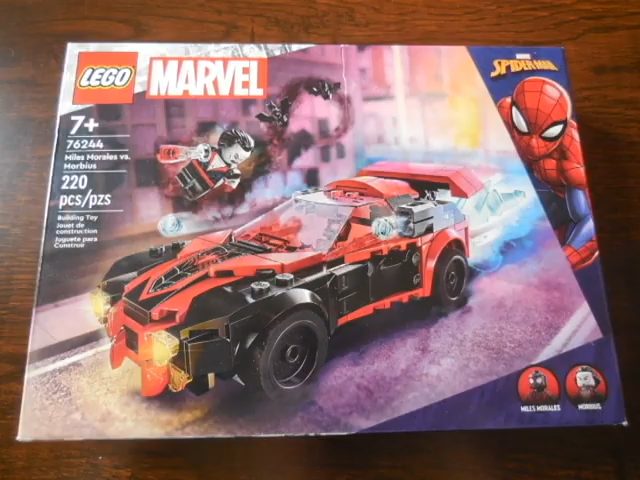 LEGO
MARVEL
7+
76244
Miles Morales vs.
Morbius
220
pcs/pzs
Building Toy
Jouet de
construction
Juguete para
Construir
MARVEL
SPIDER-MAN
MILES MORALES
MORBIUS